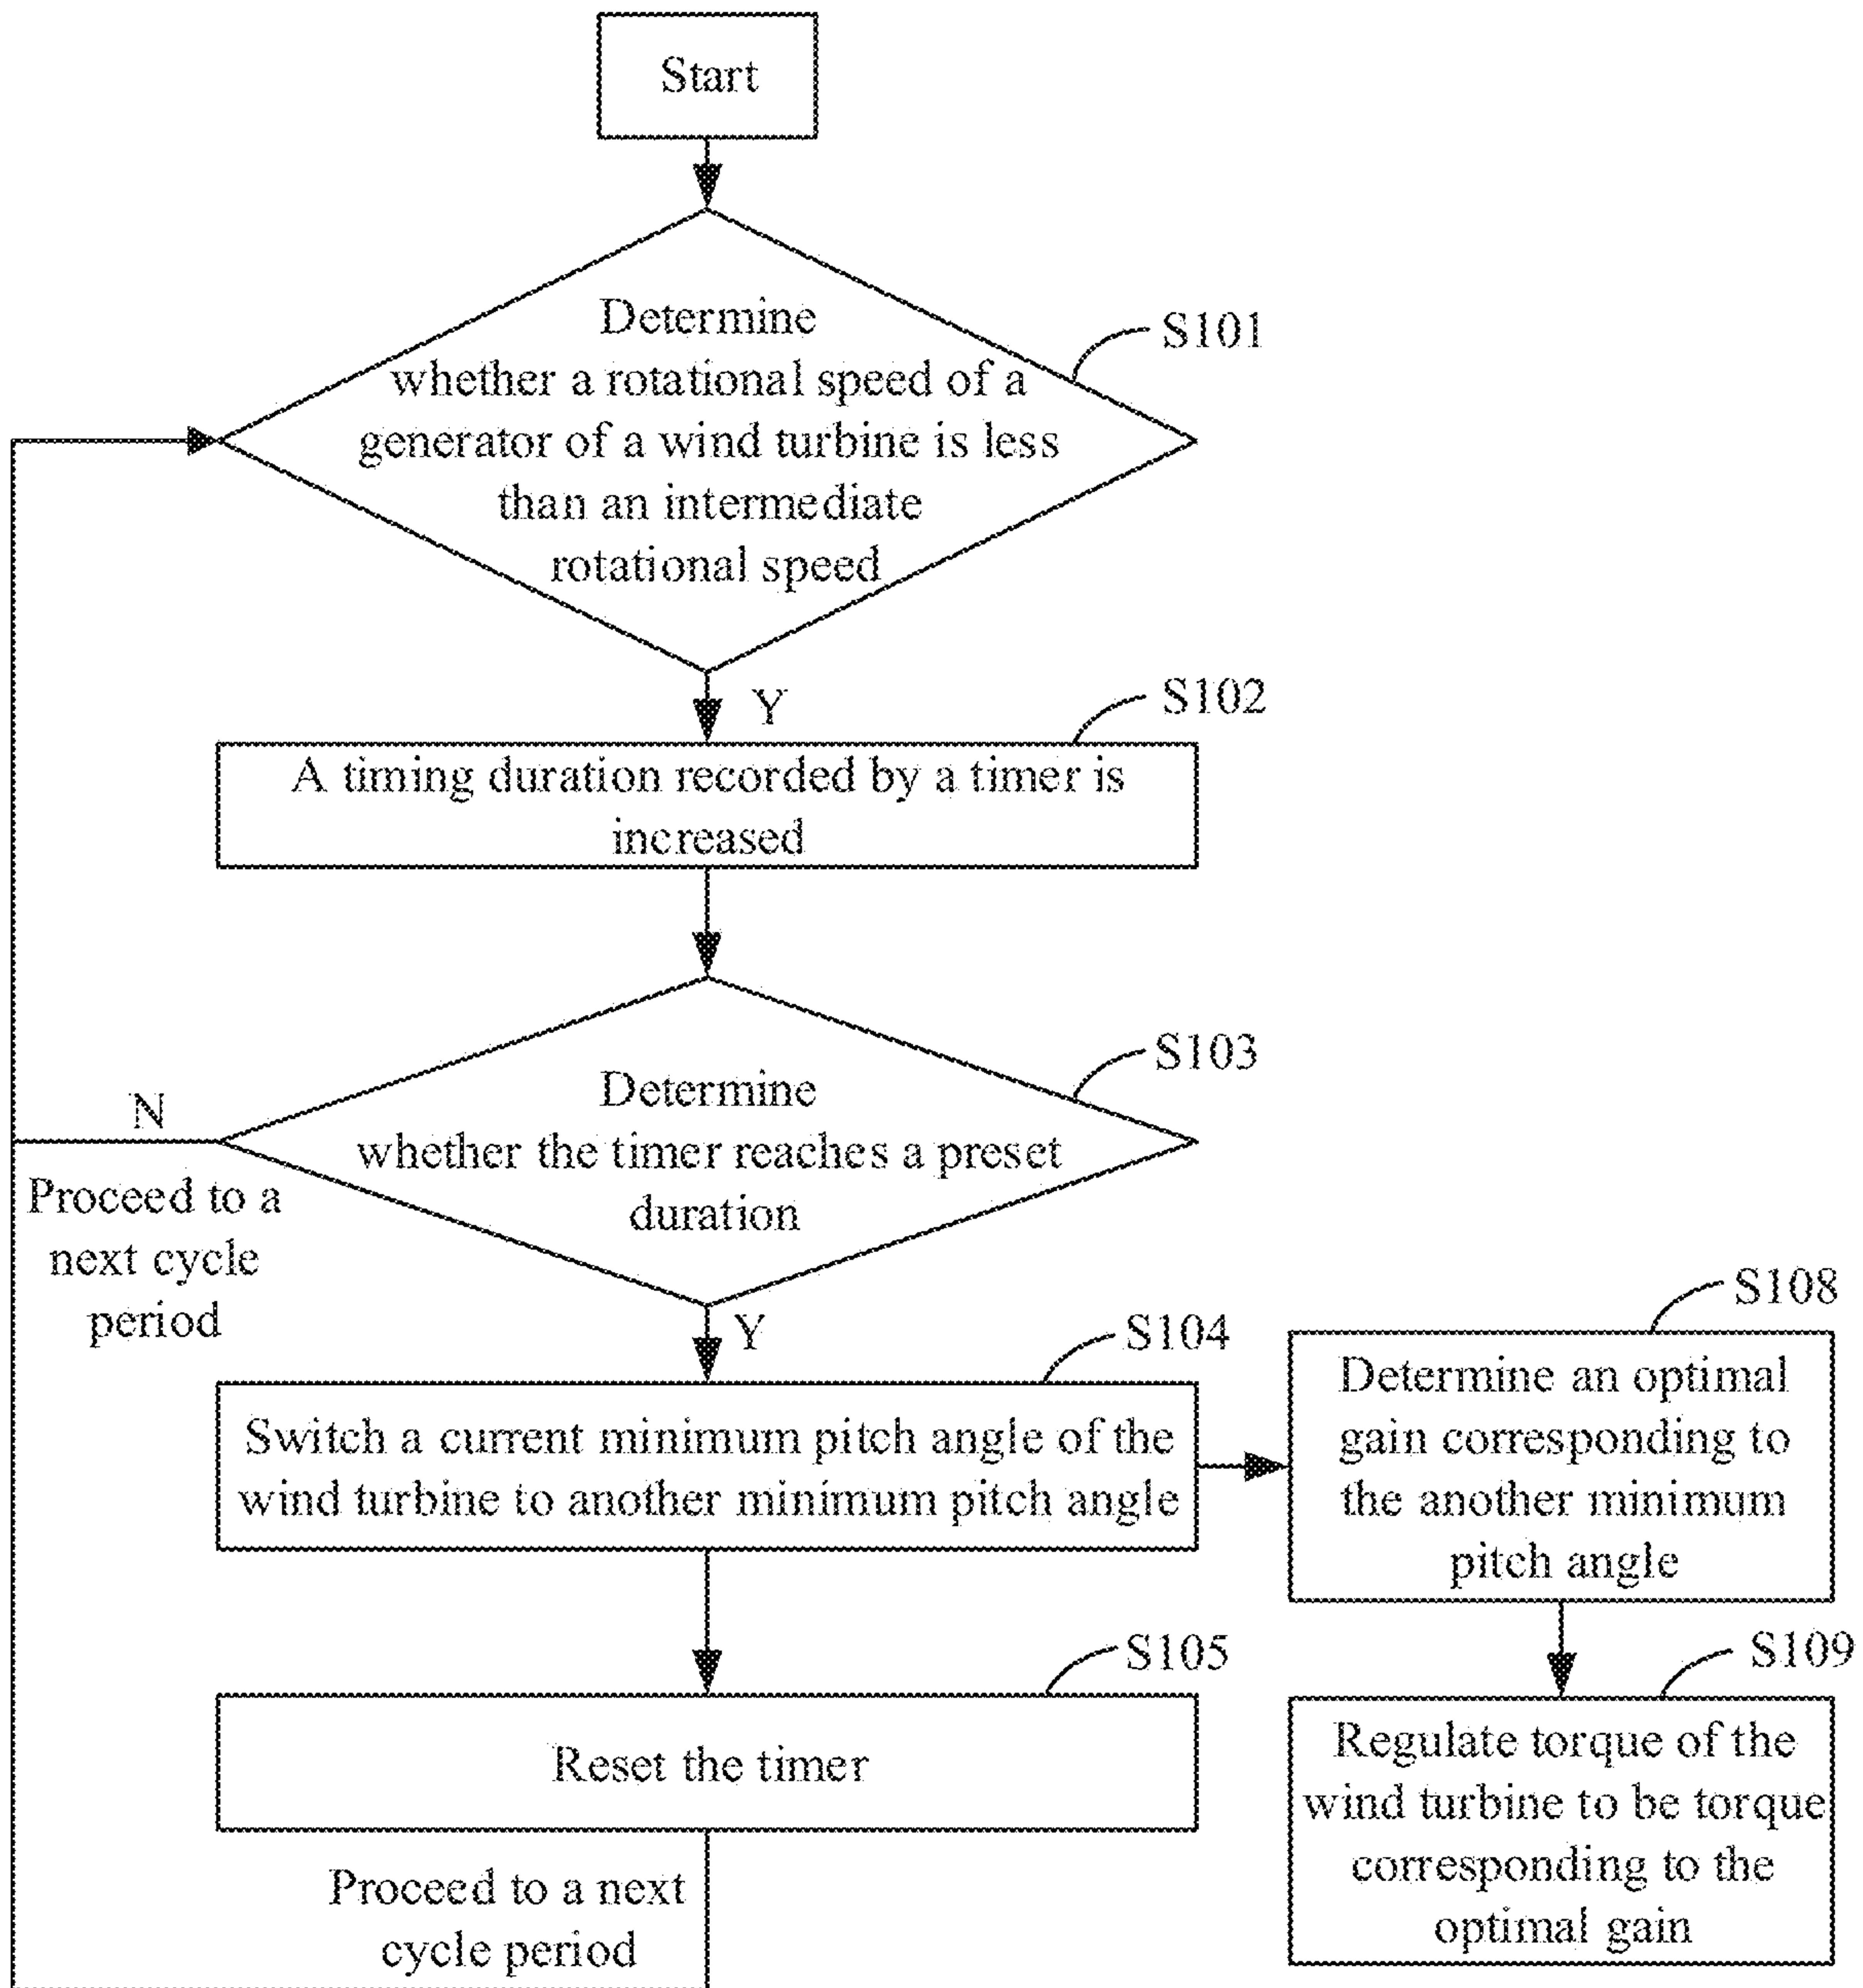 Start
Determine
whether a rotational speed of a
generator of a wind turbine is less
than an intermediate
rotational speed
S101
Y
S102
A timing duration recorded by a timer is
increased
S103
Determine
whether the timer reaches a preset
duration
N
Proceed to a
next cycle
period
Y
S104
Switch a current minimum pitch angle of the
wind turbine to another minimum pitch angle
S108
Determine an optimal
gain corresponding to
the another minimum
pitch angle
S105
Reset the timer
S109
Regulate torque of the
wind turbine to be torque
corresponding to the
optimal gain
Proceed to a next
cycle period